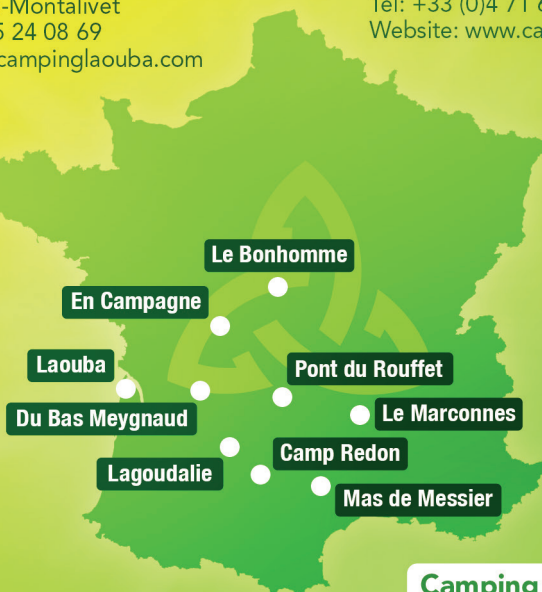 -Montalivet
5 24 08 69
campinglaouba.com
Tel: +33 (0)4 71 6
Website: www.ca
Le Bonhomme
En Campagne
Laouba
Pont du Rouffet
Du Bas Meygnaud
Le Marconnes
Camp Redon
Lagoudalie
Mas de Messier
Camping